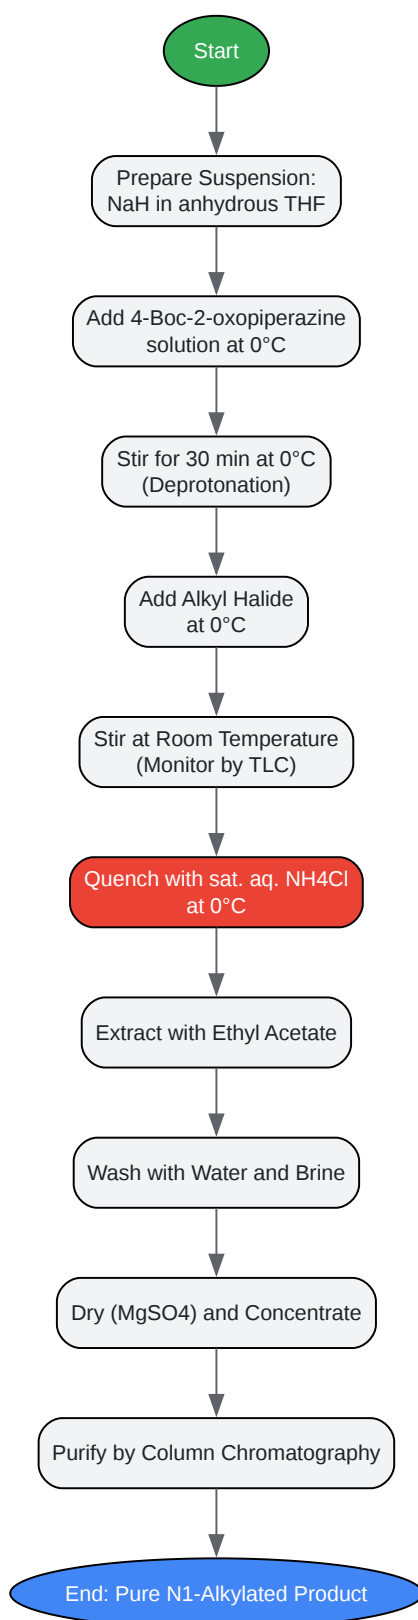 Start
Prepare Suspension:
NaH in anhydrous THF
Add 4-Boc-2-oxopiperazine
solution at 0°C
Stir for 30 min at 0°C
(Deprotonation)
Add Alkyl Halide
at 0°C
Stir at Room Temperature
(Monitor by TLC)
Quench with sat. aq. NH4Cl
at 0°C
Extract with Ethyl Acetate
Wash with Water and Brine
Dry (MgSO4) and Concentrate
Purify by Column Chromatography
End: Pure N1-Alkylated Product